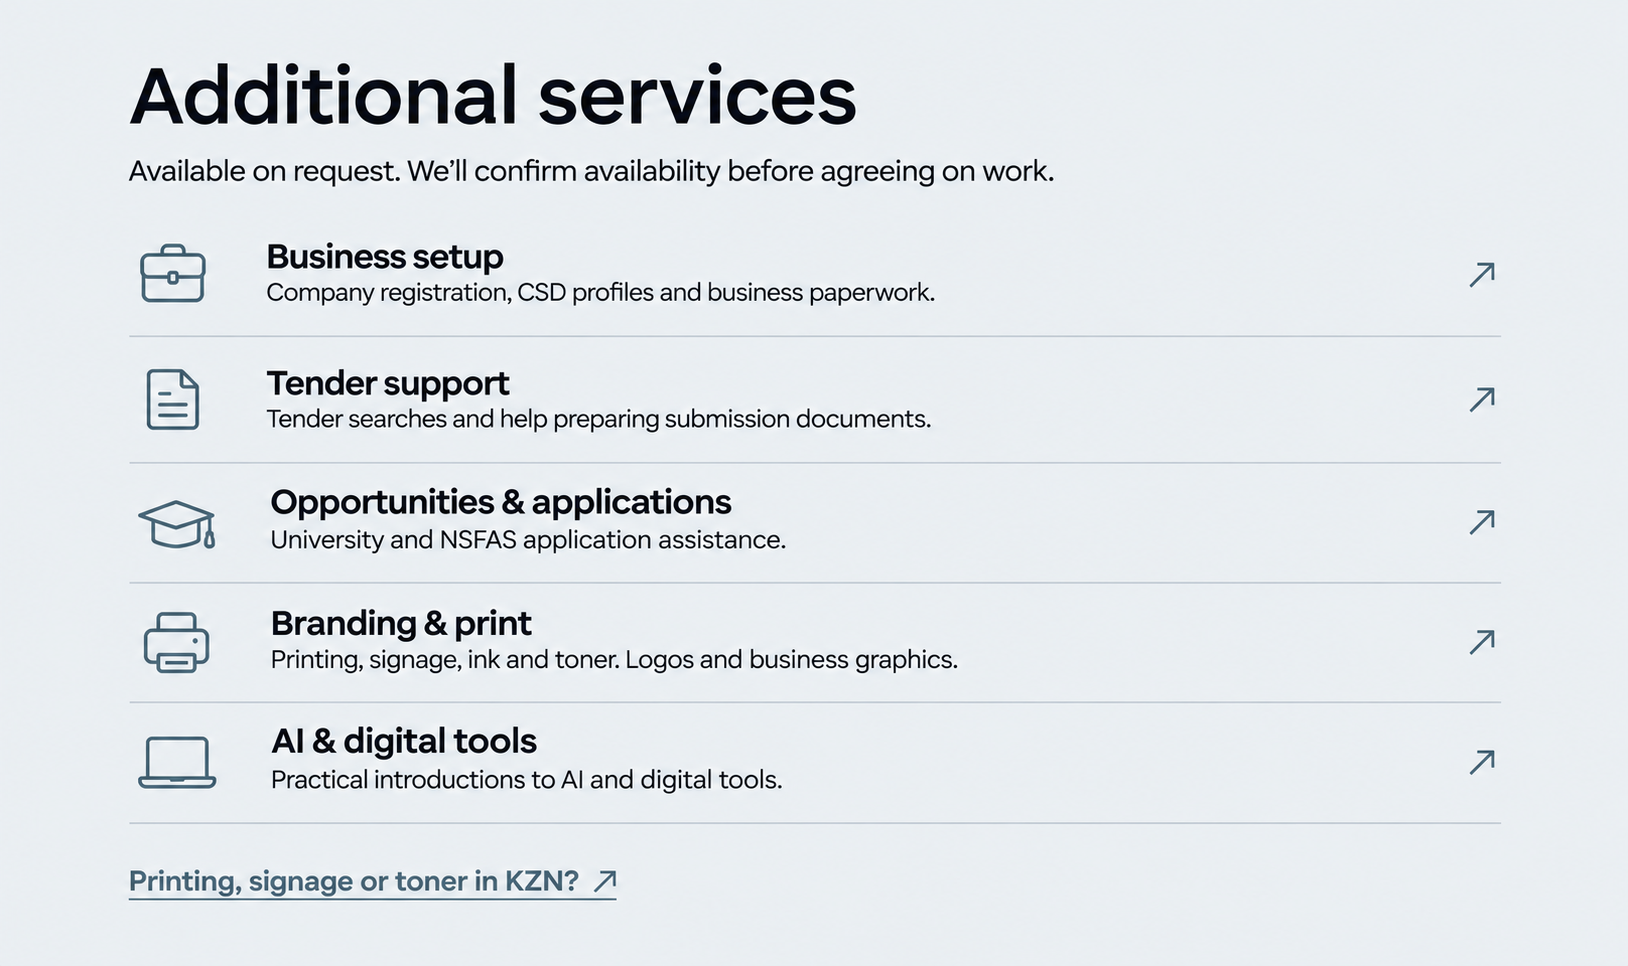 Additional services
Available on request. We’ll confirm availability before agreeing on work.
Business setup
Company registration, CSD profiles and business paperwork.
Tender support
Tender searches and help preparing submission documents.
Opportunities & applications
University and NSFAS application assistance.
Branding & print
Printing, signage, ink and toner. Logos and business graphics.
AI & digital tools
Practical introductions to AI and digital tools.
Printing, signage or toner in KZN?